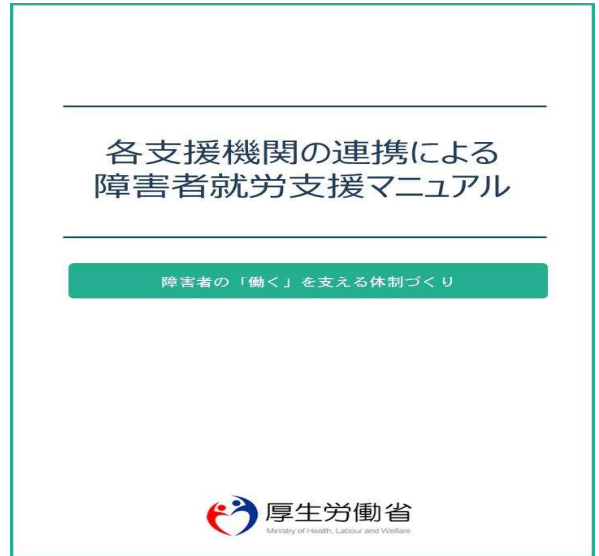 各支援機関の連携による
障害者就労支援マニュアル
障害者の「働く」を支える体制づくり
厚生労働省
Ministry of Health, Labour and Welfare